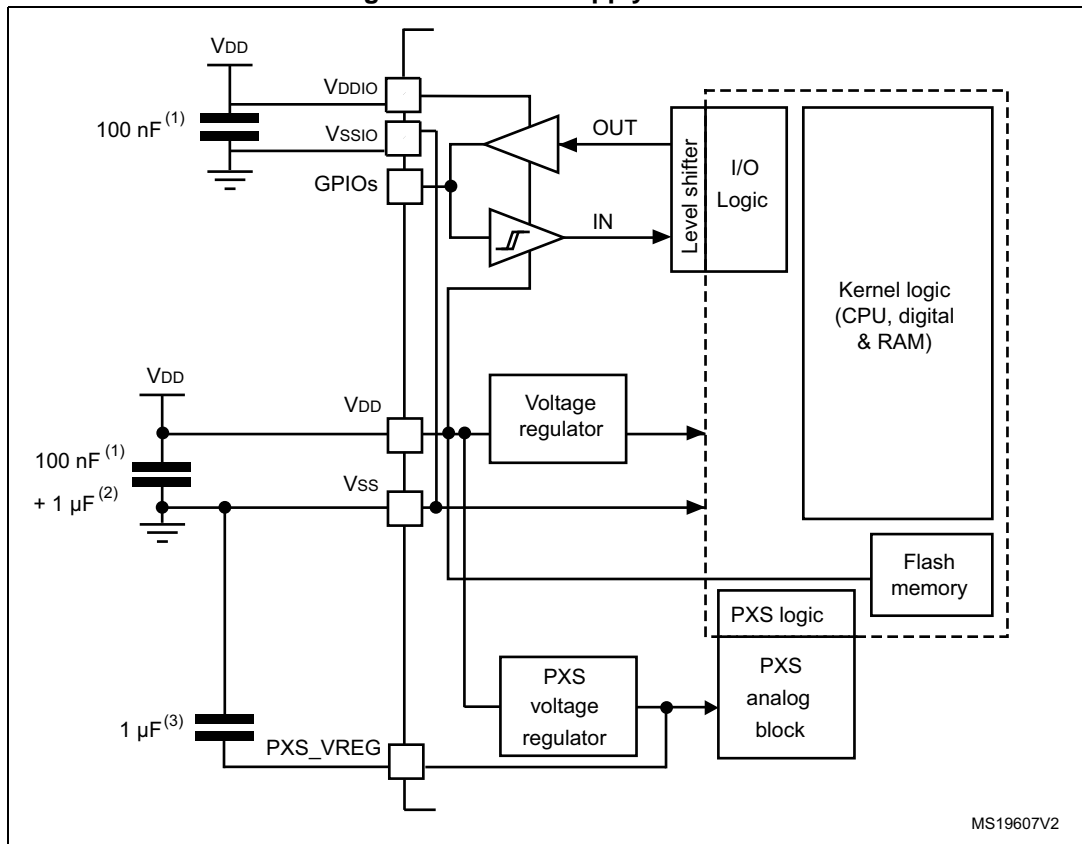 VDD
VDDIO
100 nF(1)
VSSIO
GPIOs
OUT
IN
Level shifter
I/O
Logic
Kernel logic
(CPU, digital
& RAM)
VDD
VDD
Voltage
regulator
100 nF(1)
+ 1 µF(2)
VSS
Flash
memory
PXS logic
PXS
analog
block
PXS
voltage
regulator
1 µF(3)
PXS_VREG
MS19607V2